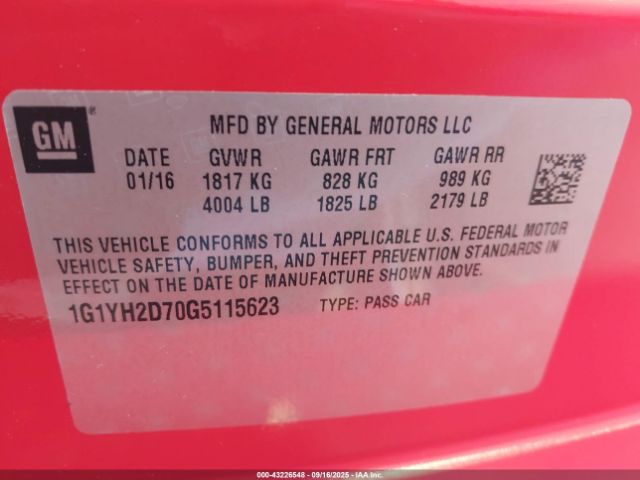 GM®
MFD BY GENERAL MOTORS LLC
DATE GVWR GAWR FRT GAWR RR
01/16 1817 KG 828 KG 989 KG
4004 LB 1825 LB 2179 LB
THIS VEHICLE CONFORMS TO ALL APPLICABLE U.S. FEDERAL MOTOR
VEHICLE SAFETY, BUMPER, AND THEFT PREVENTION STANDARDS IN
EFFECT ON THE DATE OF MANUFACTURE SHOWN ABOVE.
1G1YH2D70G5115623 TYPE: PASS CAR
000-43226548 - 09/16/2025 - IAA Inc.